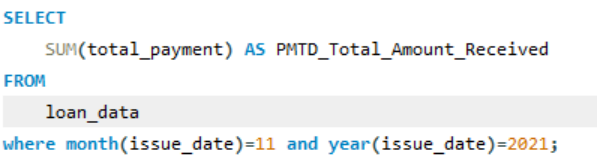 SELECT
SUM(total_payment) AS PMTD_Total_Amount_Received
FROM
loan_data
where month(issue_date)=11 and year(issue_date)=2021;